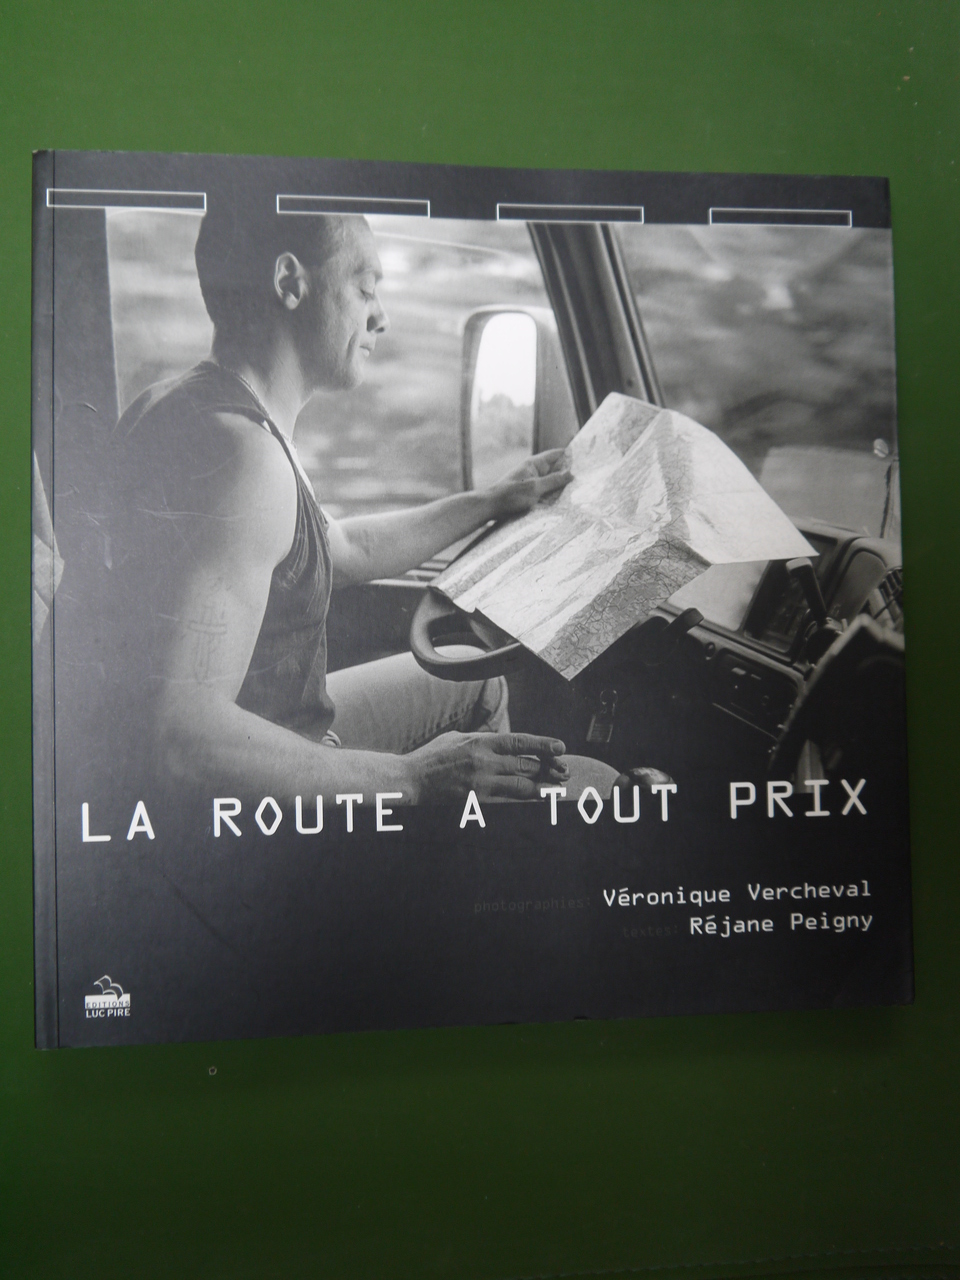 LA ROUTE A TOUT PRIX
photographies: Véronique Vercheval
textes: Réjane Peigny
EDITIONS
LUC PIRE